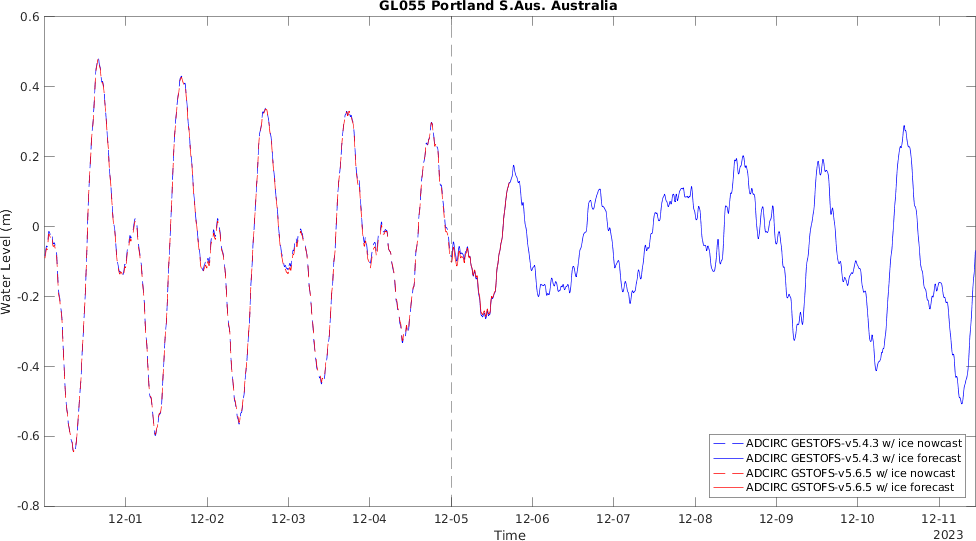 GL055 Portland S.Aus. Australia
0.6
0.4
0.2
0
-0.2
-0.4
-0.6
-0.8
Water Level (m)
12-01 12-02 12-03 12-04 12-05 12-06 12-07 12-08 12-09 12-10 12-11
Time
2023
ADCIRC GESTOFS-v5.4.3 w/ ice nowcast
ADCIRC GESTOFS-v5.4.3 w/ ice forecast
ADCIRC GSTOFS-v5.6.5 w/ ice nowcast
ADCIRC GSTOFS-v5.6.5 w/ ice forecast